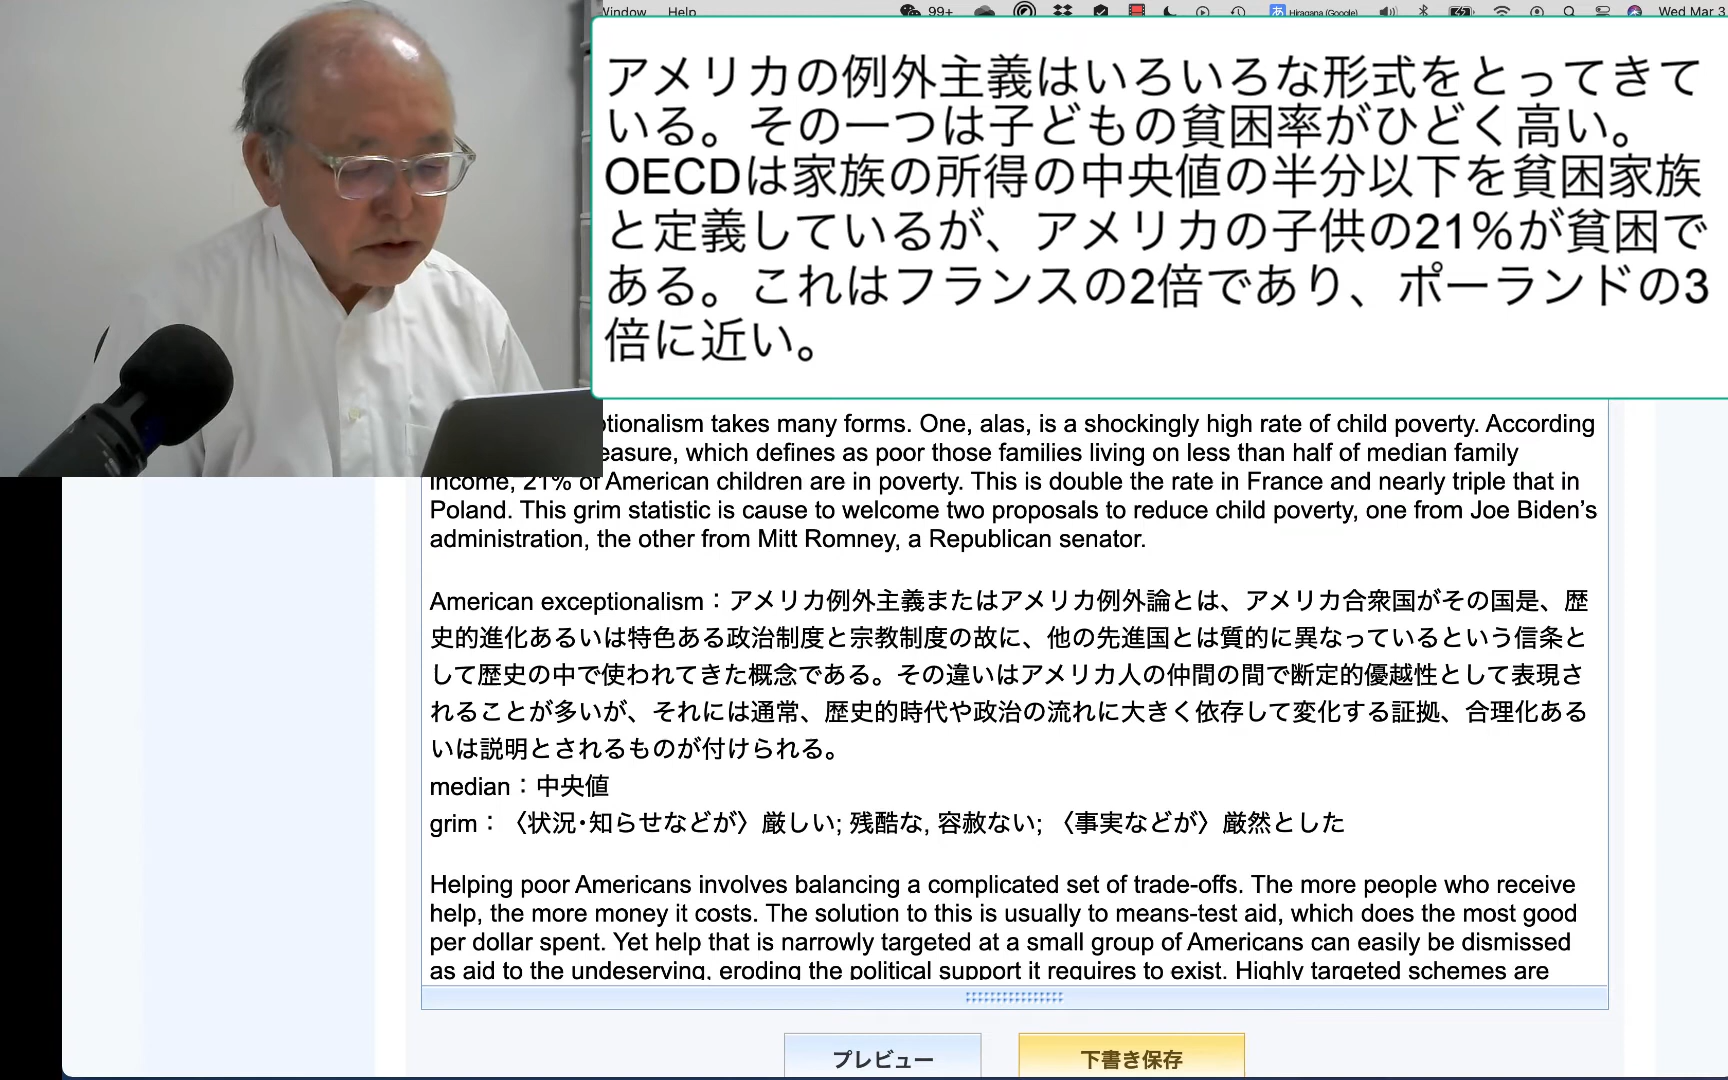 Window Help 99+ あ Hiragana (Google) Wed Mar 3
アメリカの例外主義はいろいろな形式をとってきて
いる。その一つは子どもの貧困率がひどく高い。
OECDは家族の所得の中央値の半分以下を貧困家族
と定義しているが、アメリカの子供の21%が貧困で
ある。これはフランスの2倍であり、ポーランドの3
倍に近い。
takes many forms. One, alas, is a shockingly high rate of child poverty. According
which defines as poor those families living on less than half of median family
income, 21% of American children are in poverty. This is double the rate in France and nearly triple that in
Poland. This grim statistic is cause to welcome two proposals to reduce child poverty, one from Joe Biden’s
administration, the other from Mitt Romney, a Republican senator.
American exceptionalism：アメリカ例外主義またはアメリカ例外論とは、アメリカ合衆国がその国是、歴
史的進化あるいは特色ある政治制度と宗教制度の故に、他の先進国とは質的に異なっているという信条と
して歴史の中で使われてきた概念である。その違いはアメリカ人の仲間の間で断定的優越性として表現さ
れることが多いが、それには通常、歴史的時代や政治の流れに大きく依存して変化する証拠、合理化ある
いは説明とされるものが付けられる。
median：中央値
grim：〈状況･知らせなどが〉厳しい; 残酷な, 容赦ない; 〈事実などが〉厳然とした
Helping poor Americans involves balancing a complicated set of trade-offs. The more people who receive
help, the more money it costs. The solution to this is usually to means-test aid, which does the most good
per dollar spent. Yet help that is narrowly targeted at a small group of Americans can easily be dismissed
as aid to the undeserving, eroding the political support it requires to exist. Highly targeted schemes are
プレビュー 下書き保存